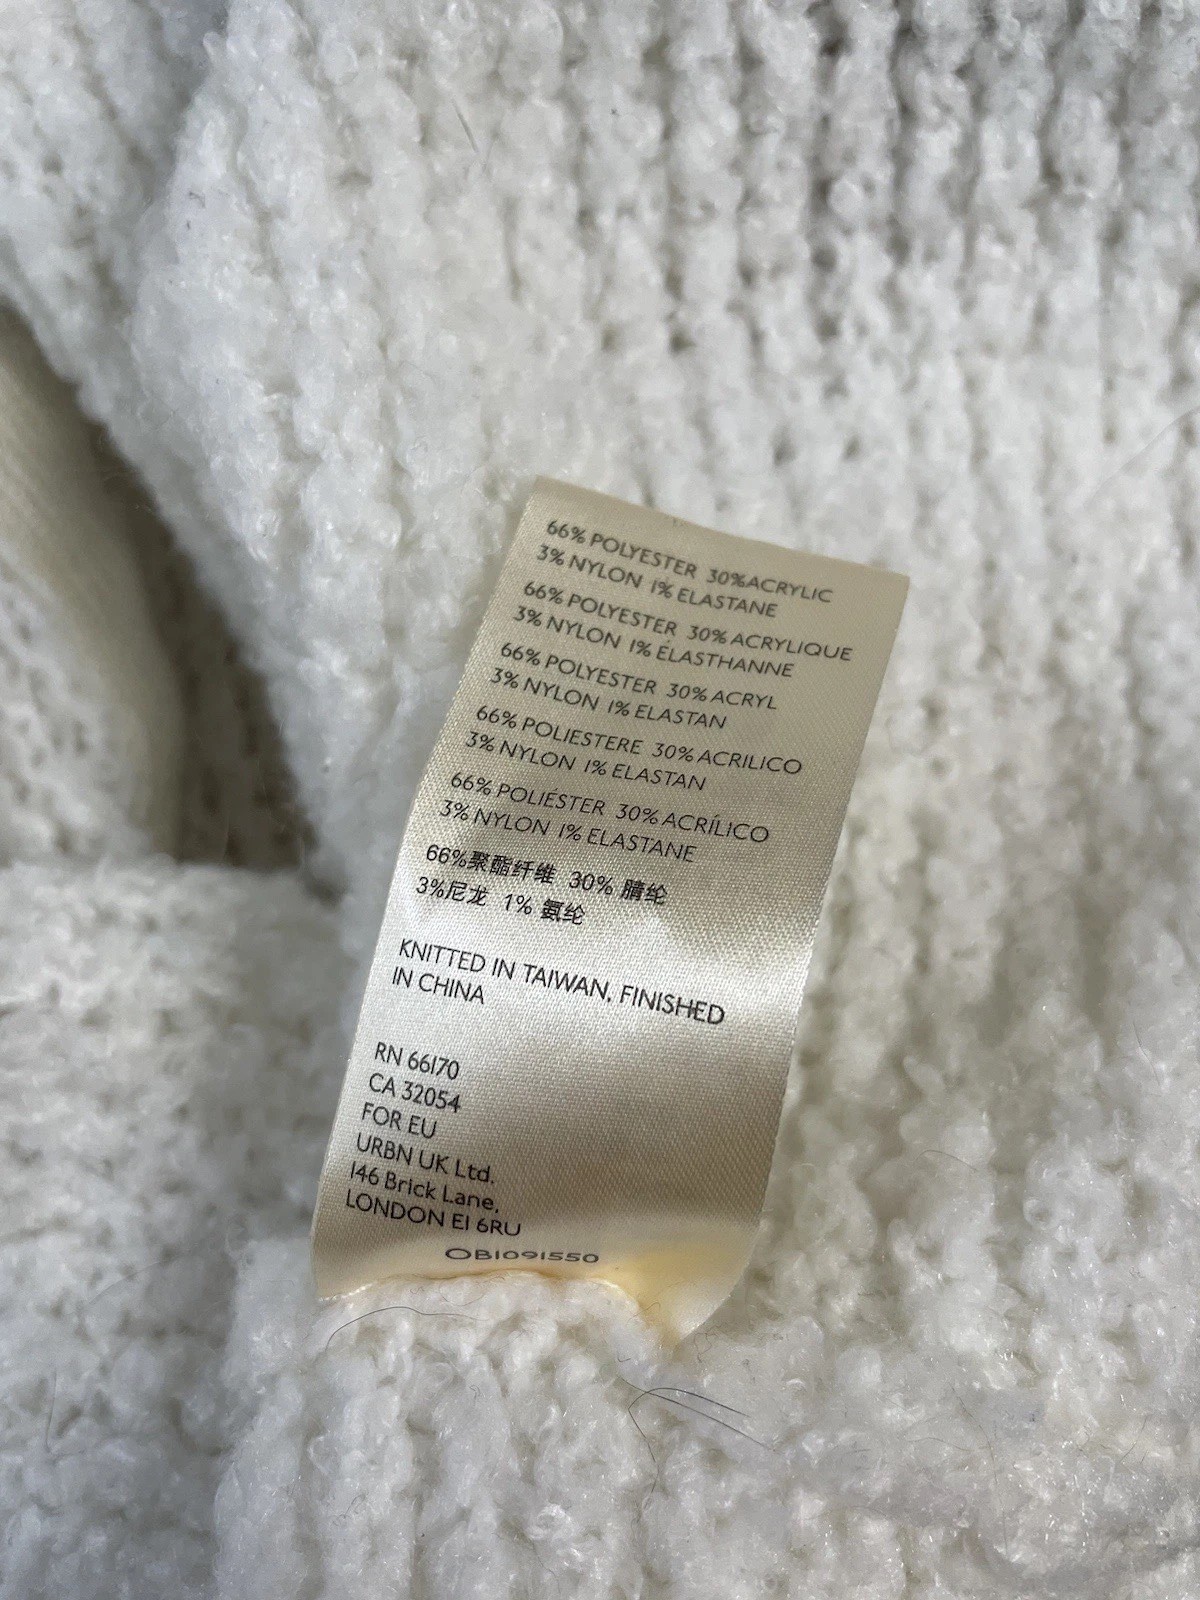 66% POLYESTER 30%ACRYLIC
3% NYLON 1% ELASTANE
66% POLYESTER 30% ACRYLIQUE
3% NYLON 1% ÉLASTHANNE
66% POLYESTER 30% ACRYL
3% NYLON 1% ELASTAN
66% POLIESTERE 30% ACRILICO
3% NYLON 1% ELASTAN
66% POLIÉSTER 30% ACRÍLICO
3% NYLON 1% ELASTANE
66%聚酯纤维 30% 腈纶
3%尼龙 1% 氨纶
KNITTED IN TAIWAN, FINISHED
IN CHINA
RN 66170
CA 32054
FOR EU
URBN UK Ltd.
146 Brick Lane,
LONDON E1 6RU
OB1091550